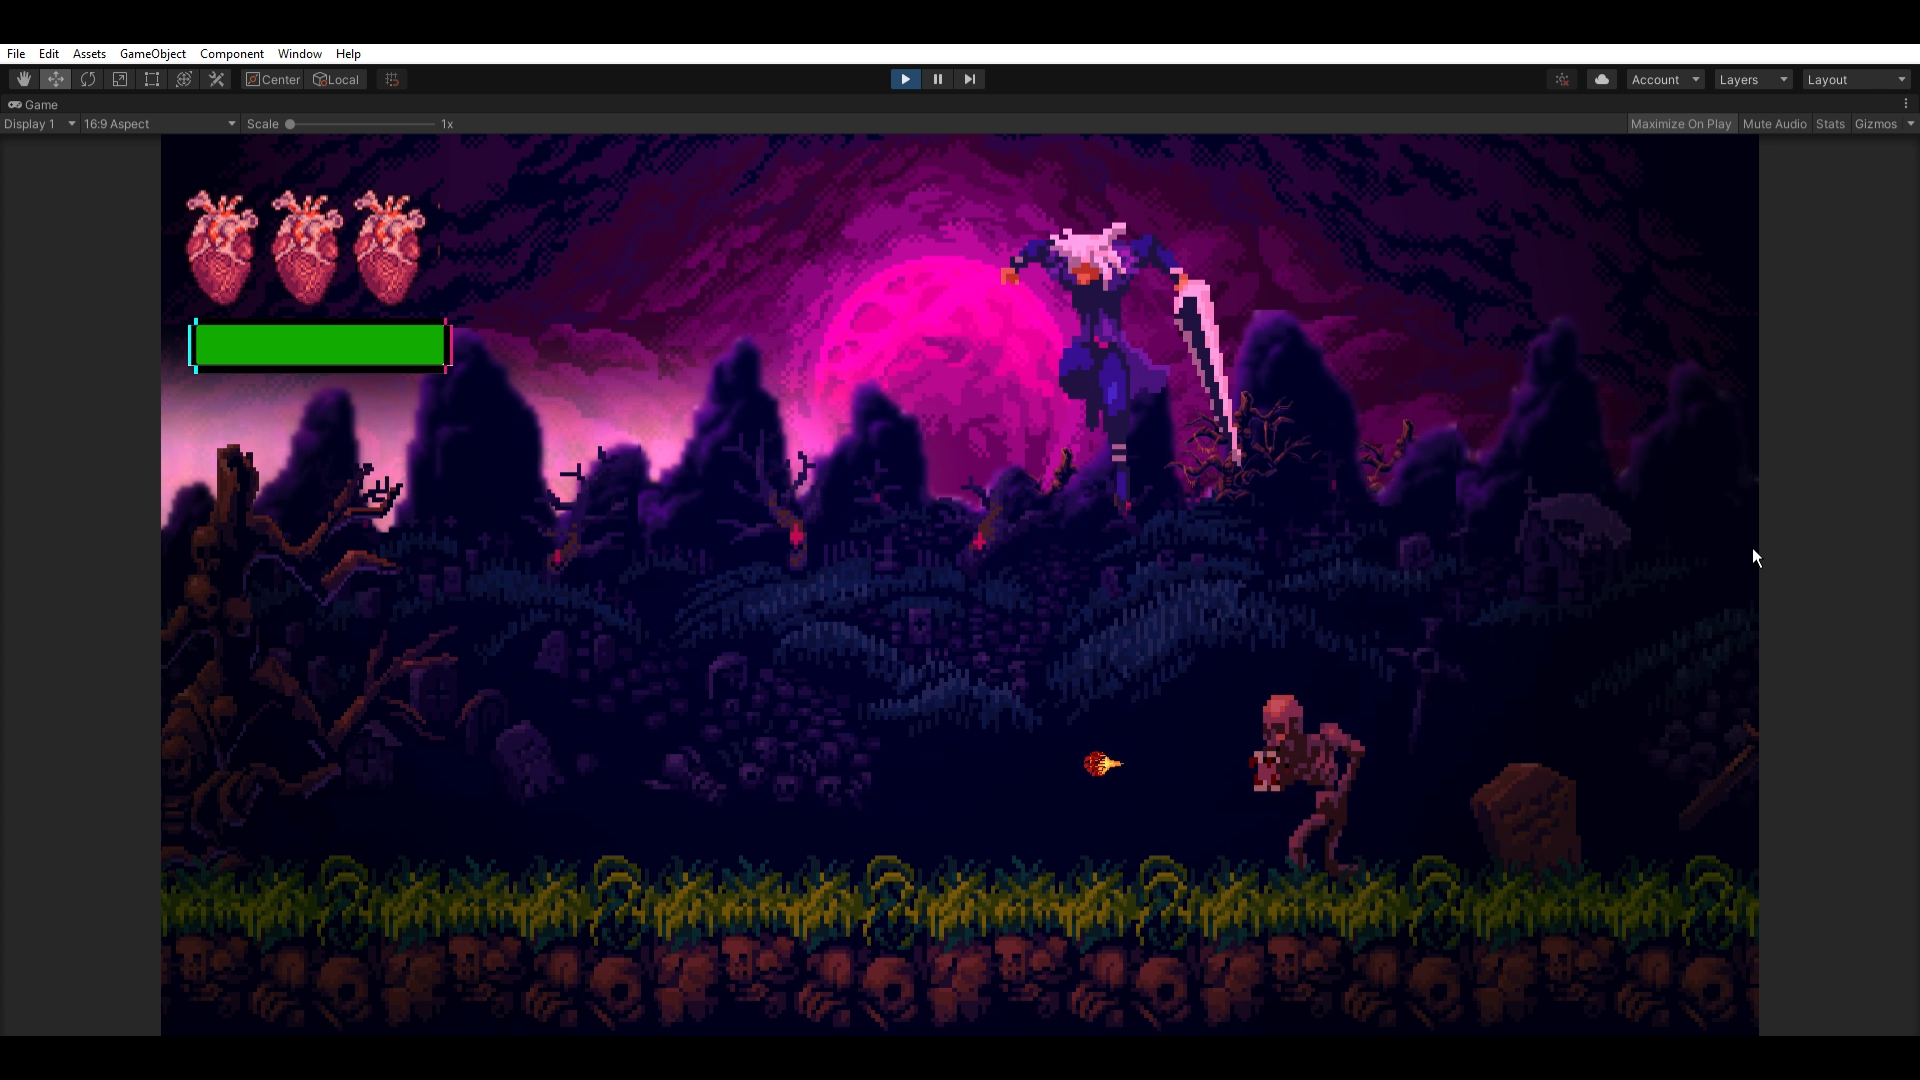 File Edit Assets GameObject Component Window Help
Center Local Account Layers Layout
Game
Display 1 16:9 Aspect Scale 1x Maximize On Play Mute Audio Stats Gizmos